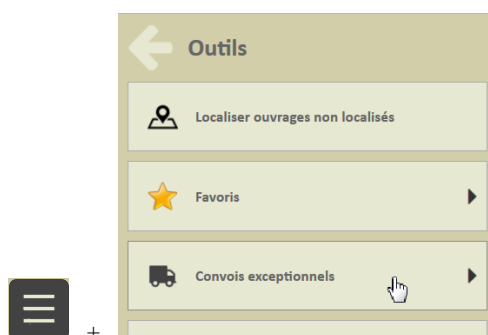 Outils
Localiser ouvrages non localisés
Favoris
Convois exceptionnels
+